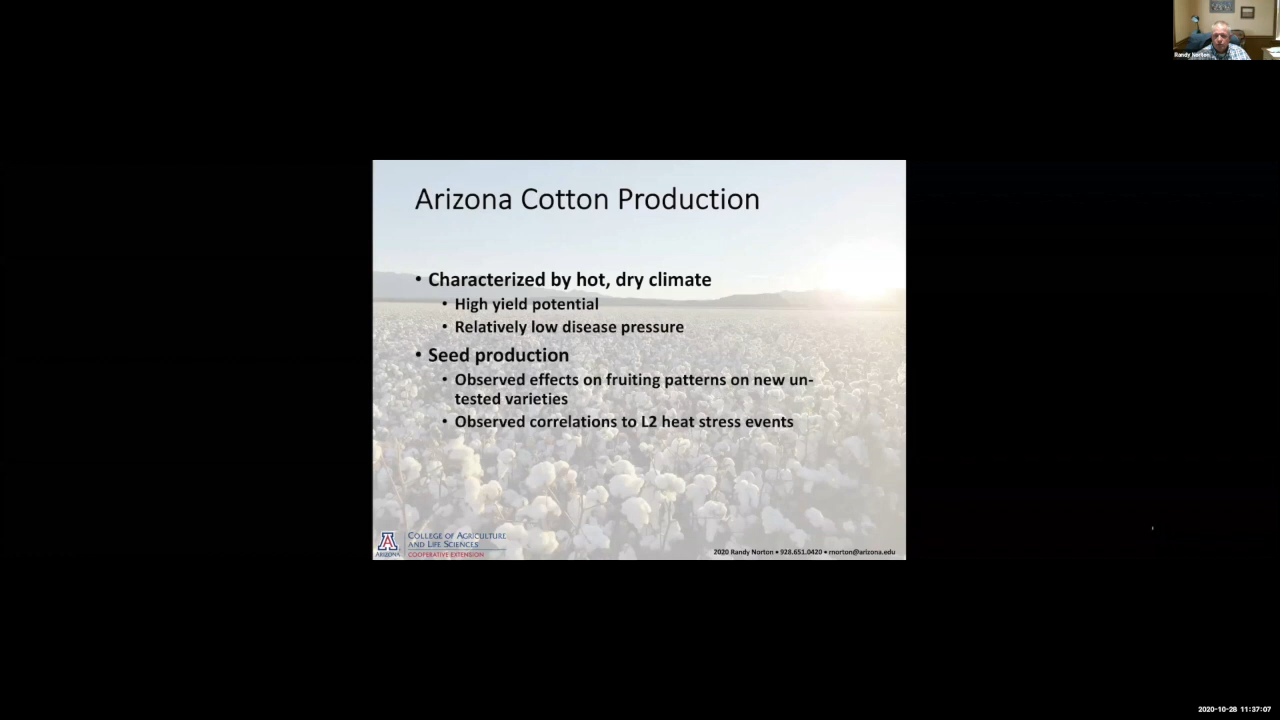 Randy Norton
Arizona Cotton Production
• Characterized by hot, dry climate
• High yield potential
• Relatively low disease pressure
• Seed production
• Observed effects on fruiting patterns on new un-
tested varieties
• Observed correlations to L2 heat stress events
A
ARIZONA
COLLEGE OF AGRICULTURE
AND LIFE SCIENCES
COOPERATIVE EXTENSION
2020 Randy Norton • 928.651.0420 • rnorton@arizona.edu
2020-10-28 11:37:07